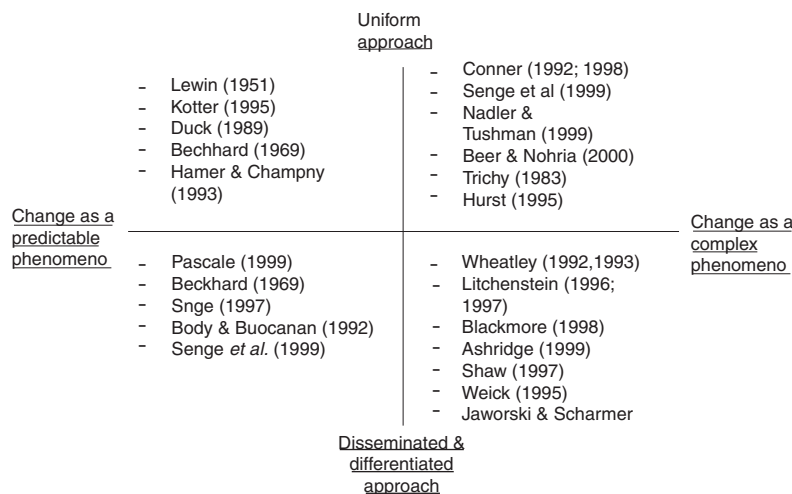 Uniform
approach
- Lewin (1951)
- Kotter (1995)
- Duck (1989)
- Bechhard (1969)
- Hamer & Champny
(1993)
- Conner (1992; 1998)
- Senge et al (1999)
- Nadler &
Tushman (1999)
- Beer & Nohria (2000)
- Trichy (1983)
- Hurst (1995)
Change as a
predictable
phenomeno
Change as a
complex
phenomeno
- Pascale (1999)
- Beckhard (1969)
- Snge (1997)
- Body & Buocanan (1992)
- Senge et al. (1999)
- Wheatley (1992,1993)
- Litchenstein (1996;
1997)
- Blackmore (1998)
- Ashridge (1999)
- Shaw (1997)
- Weick (1995)
- Jaworski & Scharmer
Disseminated &
differentiated
approach